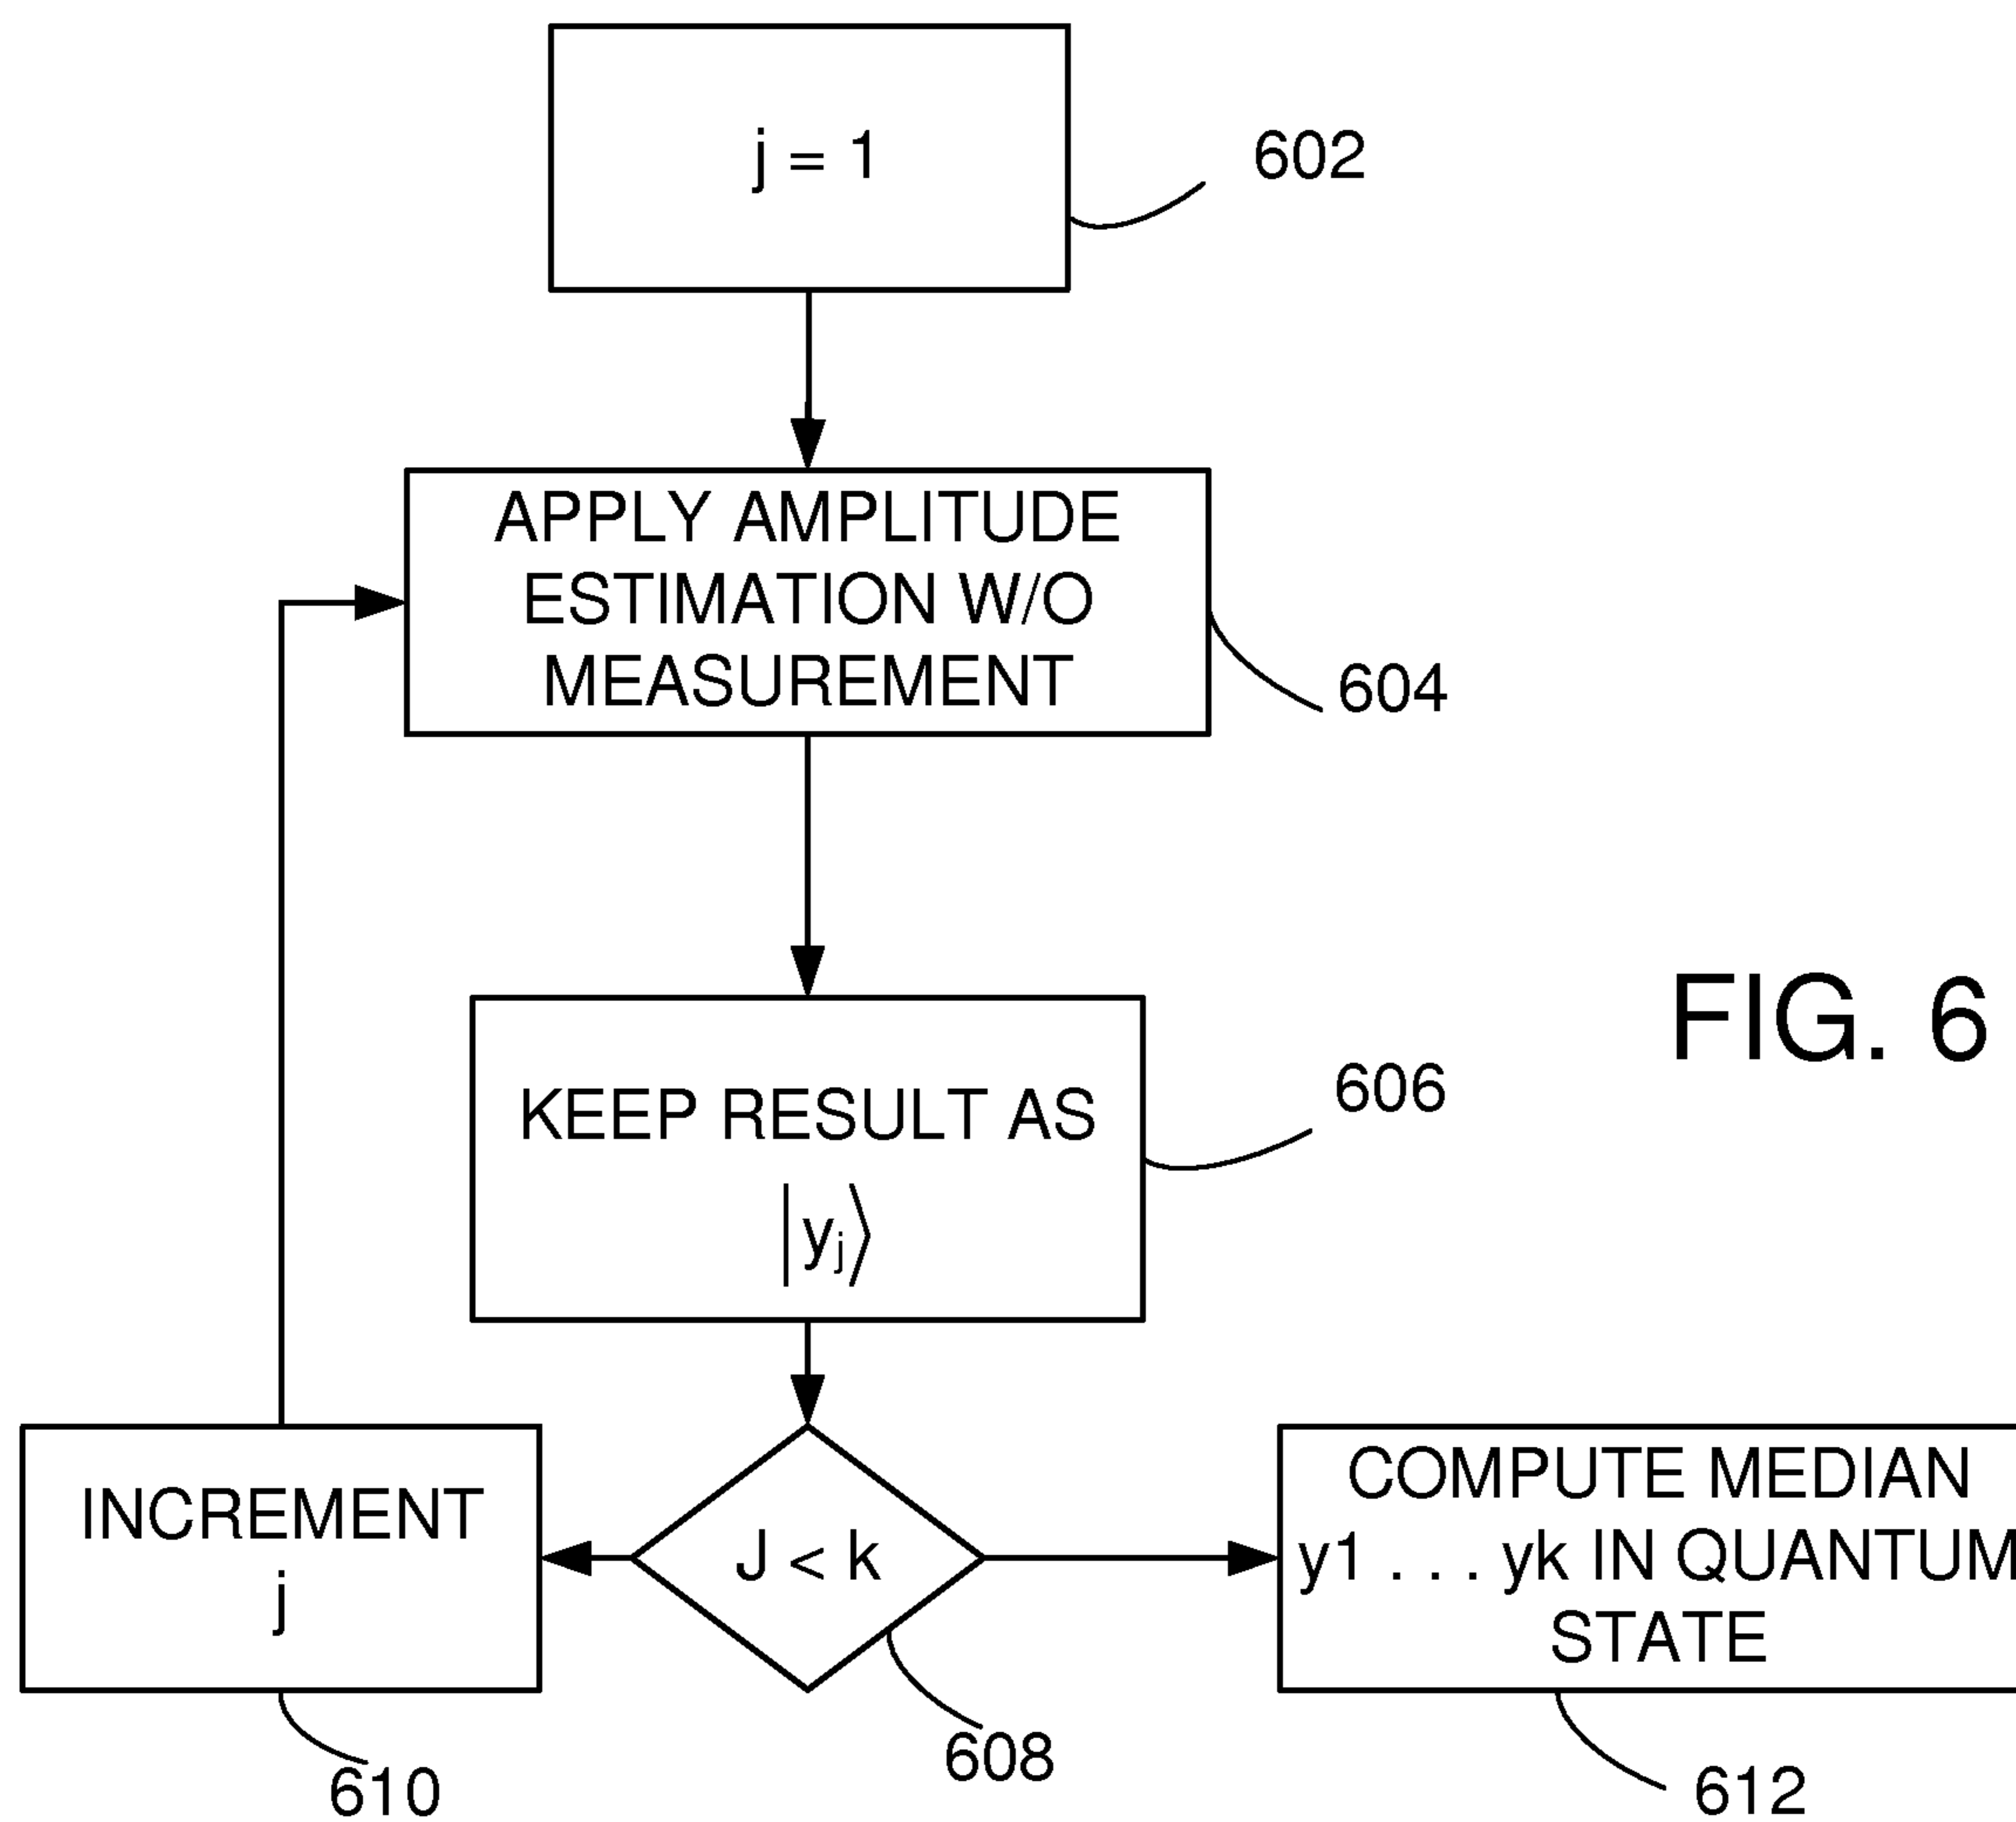 j = 1
602
APPLY AMPLITUDE
ESTIMATION W/O
MEASUREMENT
604
KEEP RESULT AS
|yj⟩
606
FIG. 6
INCREMENT
j
610
J < k
608
COMPUTE MEDIAN
y1 . . . yk IN QUANTUM
STATE
612